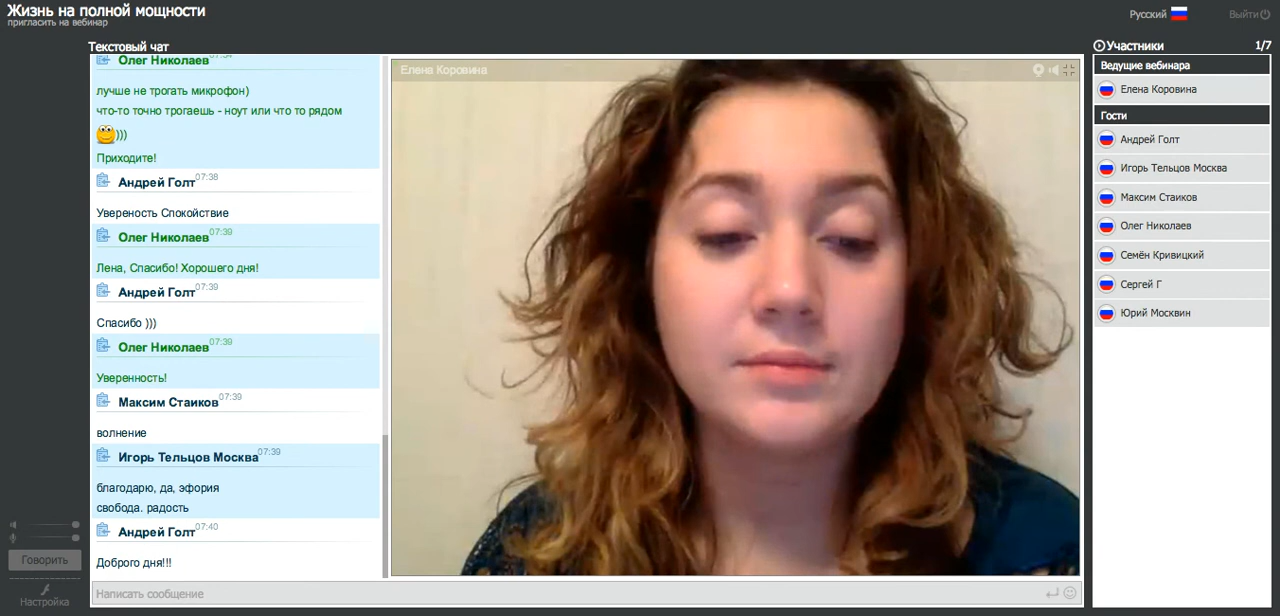 Жизнь на полной мощности
пригласить на вебинар
Русский
Выйти
Текстовый чат
Олег Николаев 07:34
лучше не трогать микрофон)
что-то точно трогаешь - ноут или что то рядом
)))
Приходите!
Андрей Голт 07:38
Увереность Спокойствие
Олег Николаев 07:39
Лена, Спасибо! Хорошего дня!
Андрей Голт 07:39
Спасибо )))
Олег Николаев 07:39
Уверенность!
Максим Стаиков 07:39
волнение
Игорь Тельцов Москва 07:39
благодарю, да, эфория
свобода. радость
Андрей Голт 07:40
Доброго дня!!!
Написать сообщение
Говорить
Настройка
Елена Коровина
Участники 1/7
Ведущие вебинара
Елена Коровина
Гости
Андрей Голт
Игорь Тельцов Москва
Максим Стаиков
Олег Николаев
Семён Кривицкий
Сергей Г
Юрий Москвин